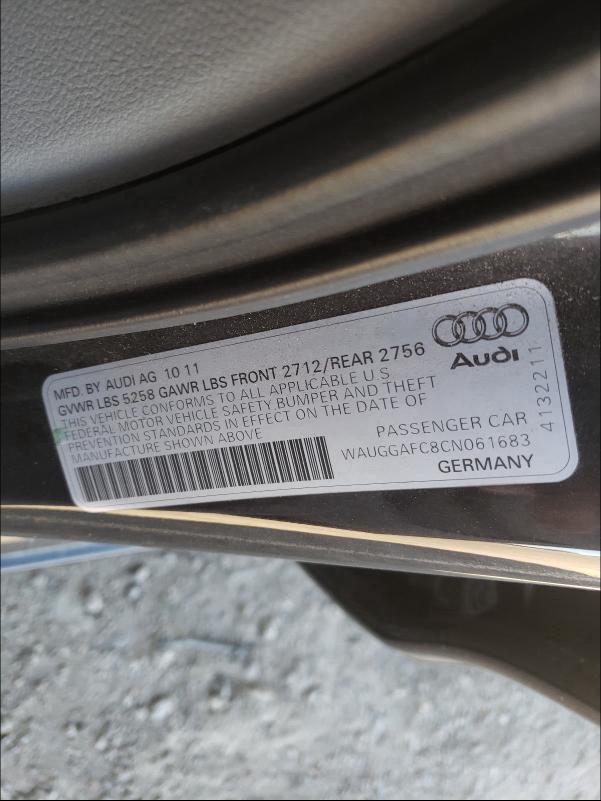 MFD. BY AUDI AG 10 11
GVWR LBS 5258 GAWR LBS FRONT 2712/REAR 2756
THIS VEHICLE CONFORMS TO ALL APPLICABLE U.S.
FEDERAL MOTOR VEHICLE SAFETY BUMPER AND THEFT
PREVENTION STANDARDS IN EFFECT ON THE DATE OF
MANUFACTURE SHOWN ABOVE
Audi
PASSENGER CAR
WAUGGAFC8CN061683
GERMANY
4132211